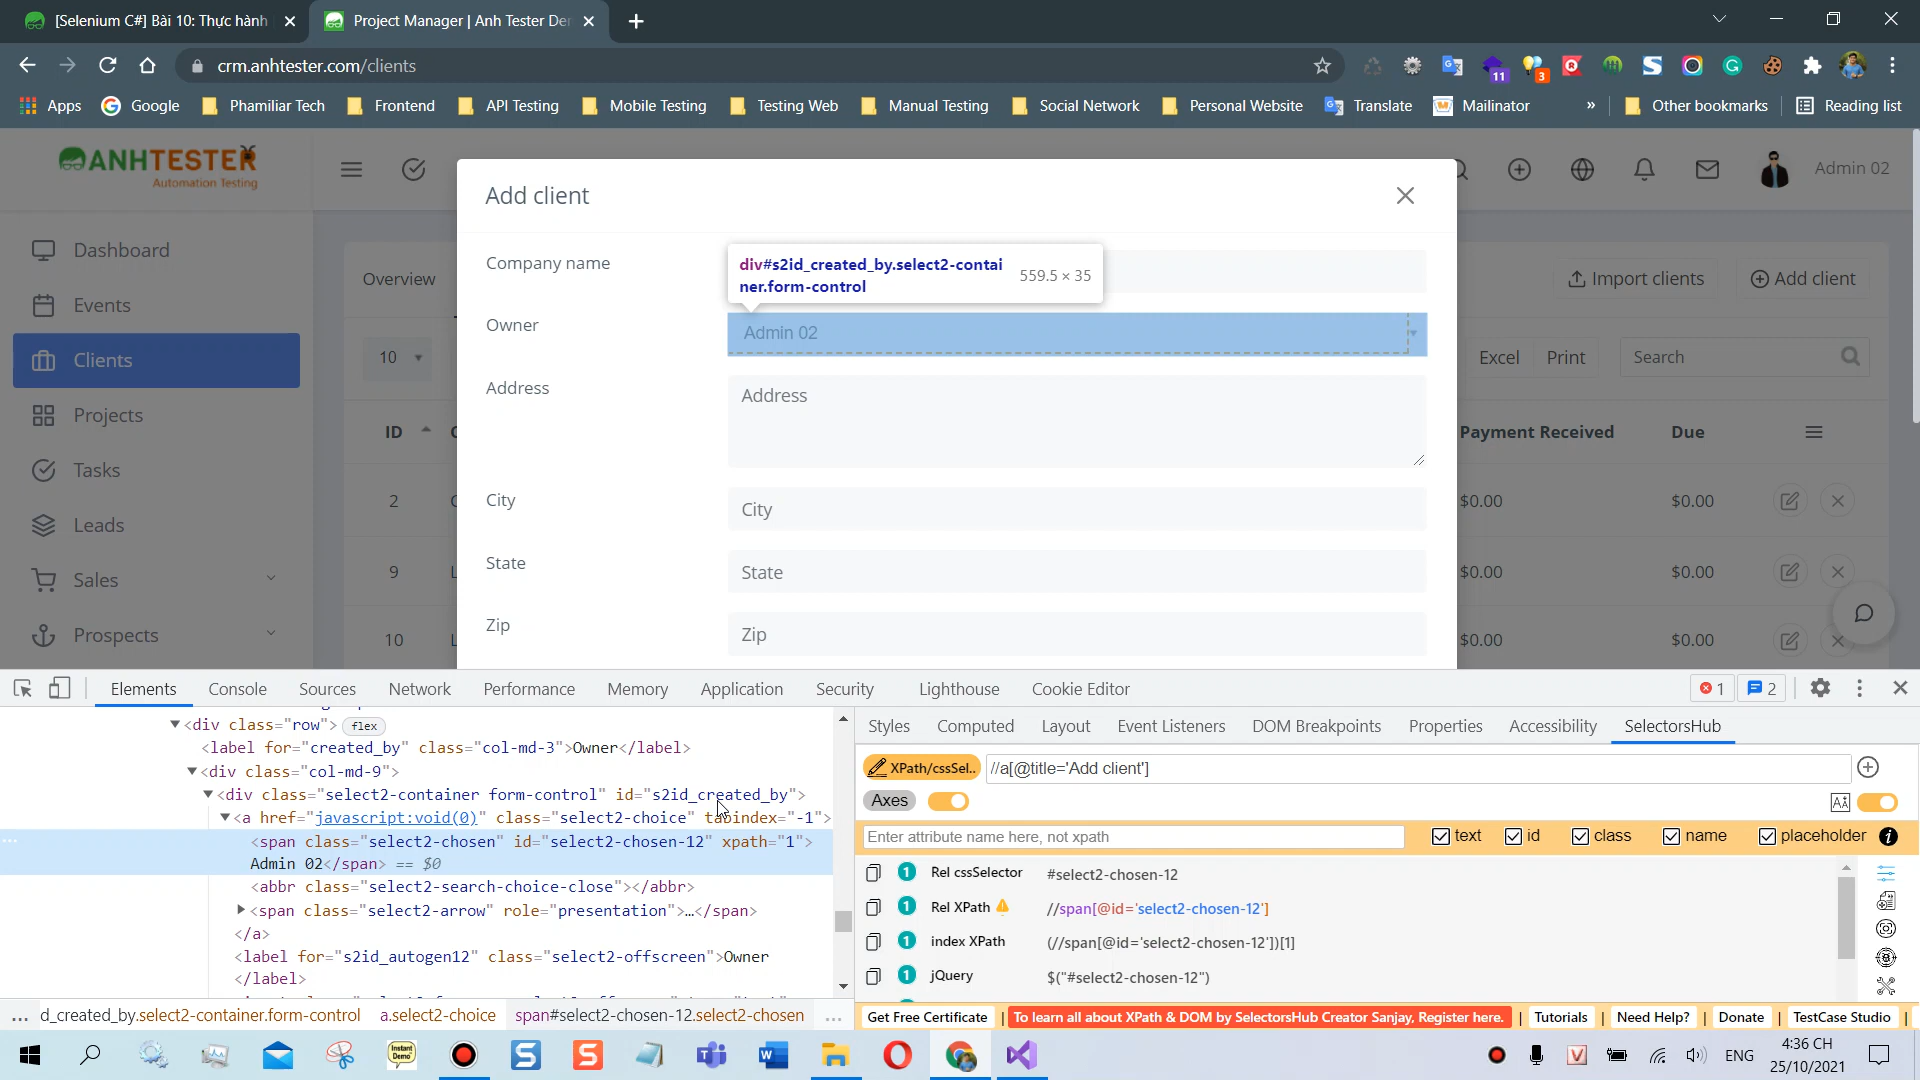 [Selenium C#] Bài 10: Thực hành
Project Manager | Anh Tester De
crm.anhtester.com/clients
11
3
Apps
Google
Phamiliar Tech
Frontend
API Testing
Mobile Testing
Testing Web
Manual Testing
Social Network
Personal Website
Translate
Mailinator
»
Other bookmarks
Reading list
ANHTESTER
Automation Testing
Admin 02
Dashboard
Events
Clients
Projects
Tasks
Leads
Sales
Prospects
Overview
Import clients
Add client
10
Excel
Print
Search
ID
Payment Received
Due
2
$0.00
$0.00
9
$0.00
$0.00
10
$0.00
$0.00
Add client
Company name
div#s2id_created_by.select2-contai
ner.form-control
559.5 × 35
Owner
Admin 02
Address
Address
City
City
State
State
Zip
Zip
Elements
Console
Sources
Network
Performance
Memory
Application
Security
Lighthouse
Cookie Editor
1
2
<div class="row"> flex
<label for="created_by" class="col-md-3">Owner</label>
<div class="col-md-9">
<div class="select2-container form-control" id="s2id_created_by">
<a href="javascript:void(0)" class="select2-choice" tabindex="-1">
<span class="select2-chosen" id="select2-chosen-12" xpath="1">
Admin 02</span> == $0
<abbr class="select2-search-choice-close"></abbr>
<span class="select2-arrow" role="presentation">…</span>
</a>
<label for="s2id_autogen12" class="select2-offscreen">Owner
</label>
... d_created_by.select2-container.form-control a.select2-choice span#select2-chosen-12.select2-chosen ...
Styles
Computed
Layout
Event Listeners
DOM Breakpoints
Properties
Accessibility
SelectorsHub
XPath/cssSel..
//a[@title='Add client']
Axes
Enter attribute name here, not xpath
text
id
class
name
placeholder
1 Rel cssSelector #select2-chosen-12
1 Rel XPath //span[@id='select2-chosen-12']
1 index XPath (//span[@id='select2-chosen-12'])[1]
1 jQuery $("#select2-chosen-12")
Get Free Certificate | To learn all about XPath & DOM by SelectorsHub Creator Sanjay, Register here. | Tutorials | Need Help? | Donate | TestCase Studio |
Instant
Demo
ENG
4:36 CH
25/10/2021